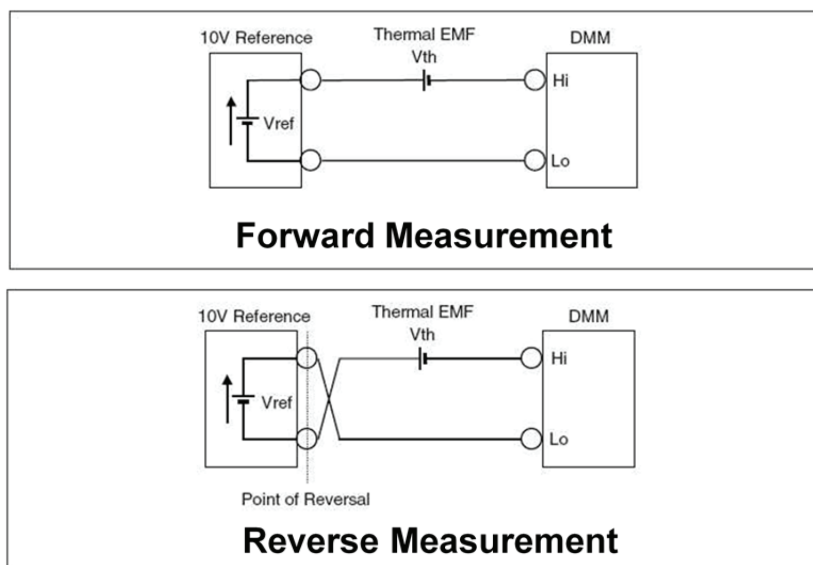 10V Reference
Thermal EMF
DMM
Vth
Hi
Vref
Lo
Forward Measurement
10V Reference
Thermal EMF
DMM
Vth
Hi
Vref
Lo
Point of Reversal
Reverse Measurement